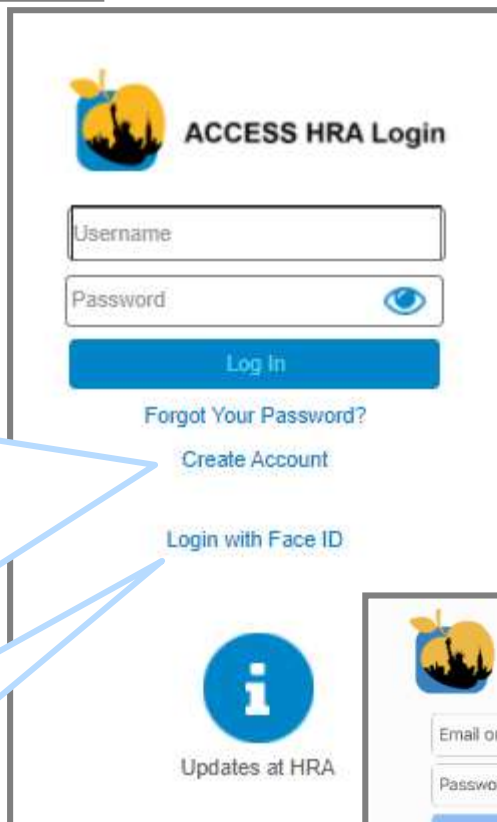 ACCESS HRA Login
Username
Password
Log In
Forgot Your Password?
Create Account
Login with Face ID
Updates at HRA
Email